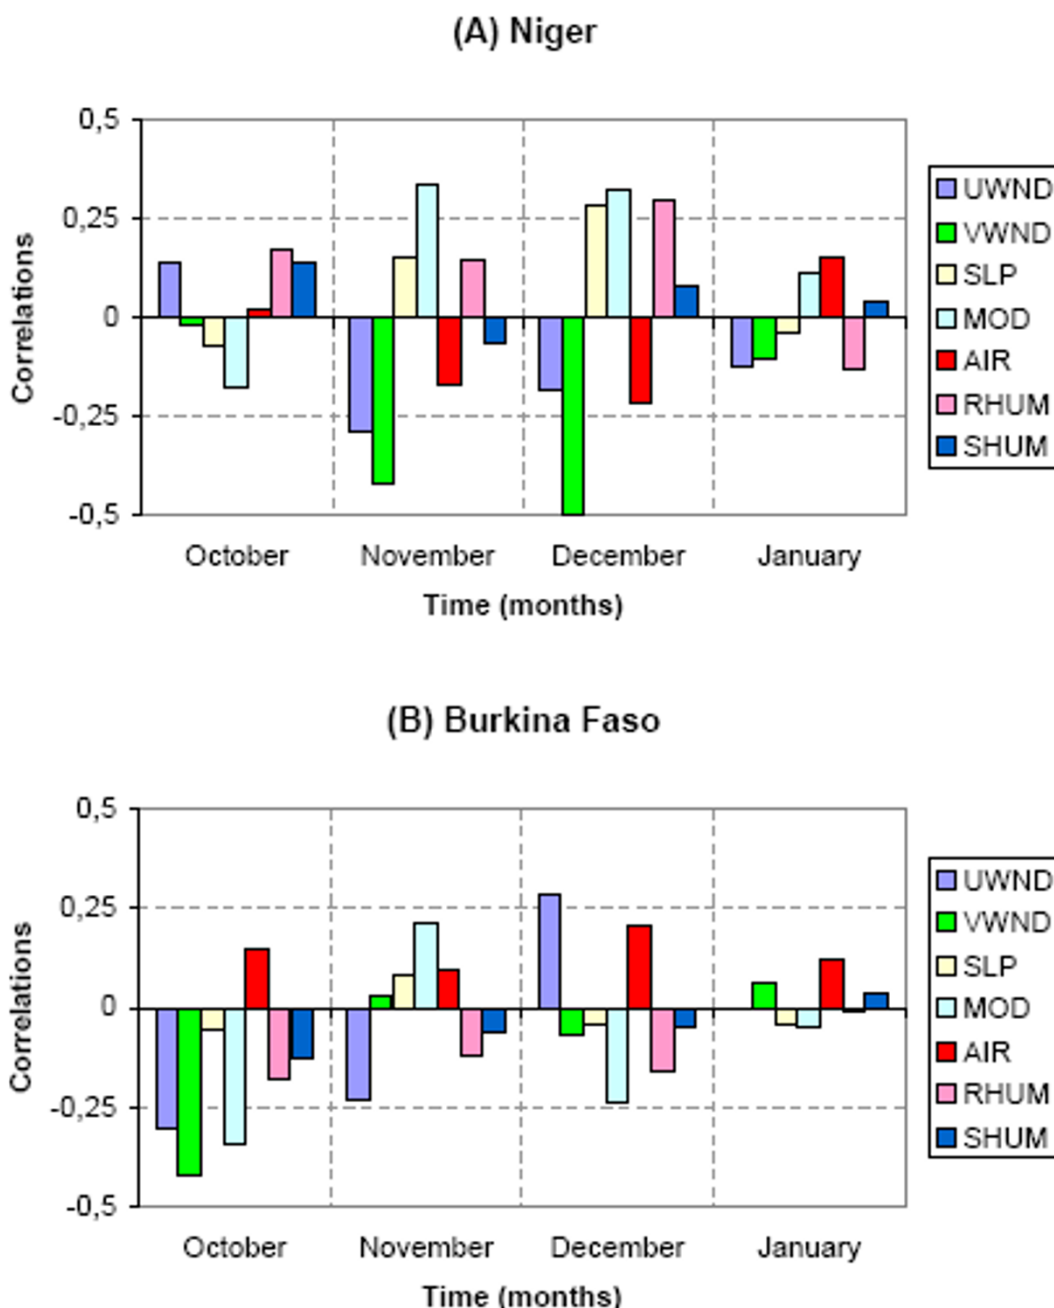 (A) Niger
0,5
0,25
0
-0,25
-0,5
Correlations
October November December January
Time (months)
UWND
VWND
SLP
MOD
AIR
RHUM
SHUM
(B) Burkina Faso
0,5
0,25
0
-0,25
-0,5
Correlations
October November December January
Time (months)
UWND
VWND
SLP
MOD
AIR
RHUM
SHUM